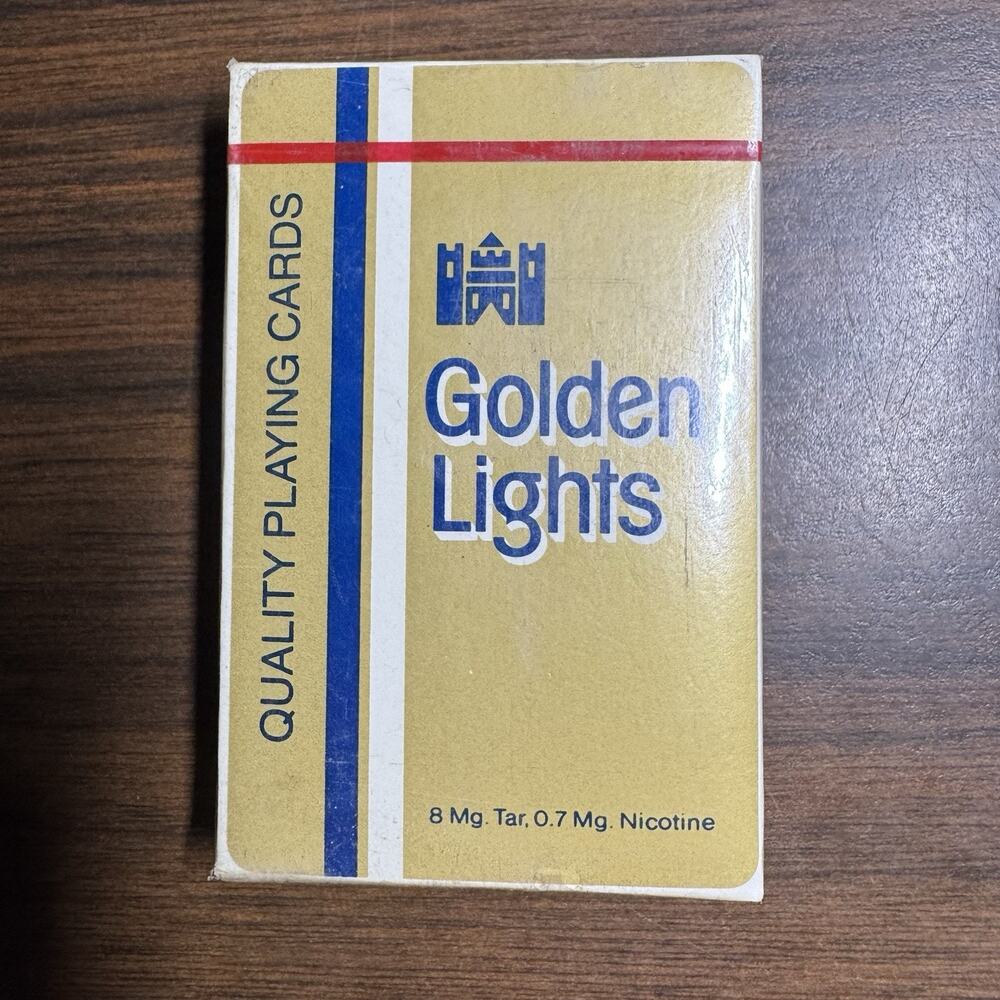 QUALITY PLAYING CARDS
Golden
Lights
8 Mg. Tar, 0.7 Mg. Nicotine